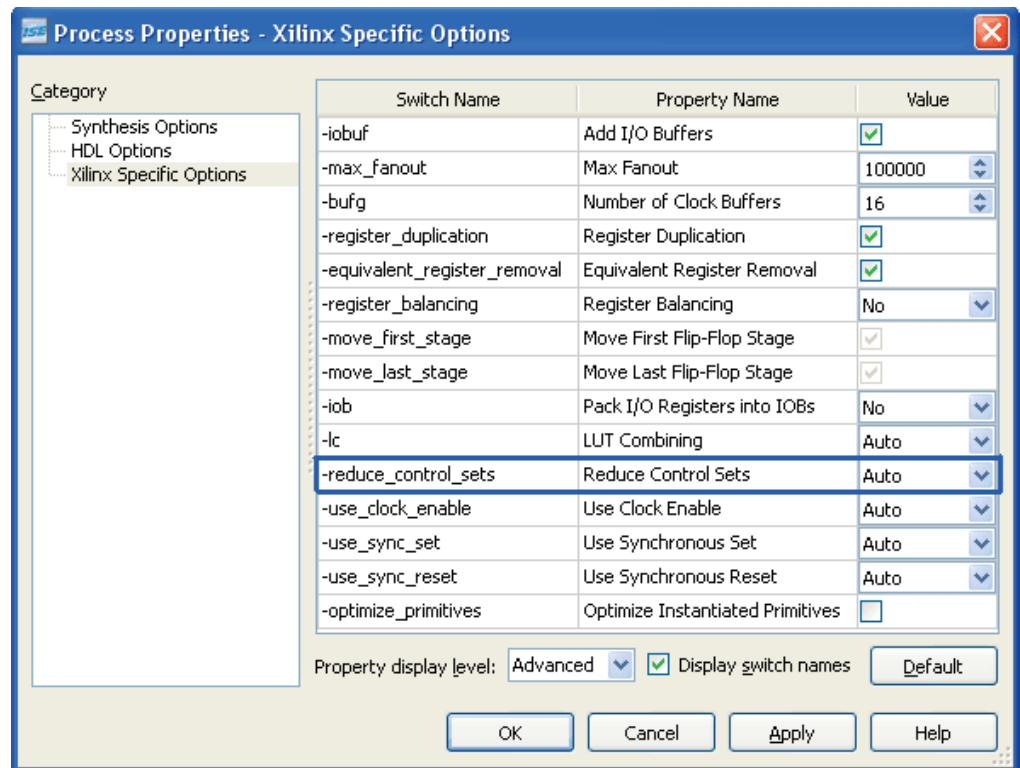 ISE Process Properties - Xilinx Specific Options
Category
Synthesis Options
HDL Options
Xilinx Specific Options
Switch Name Property Name Value
-iobuf Add I/O Buffers
-max_fanout Max Fanout 100000
-bufg Number of Clock Buffers 16
-register_duplication Register Duplication
-equivalent_register_removal Equivalent Register Removal
-register_balancing Register Balancing No
-move_first_stage Move First Flip-Flop Stage
-move_last_stage Move Last Flip-Flop Stage
-iob Pack I/O Registers into IOBs No
-lc LUT Combining Auto
-reduce_control_sets Reduce Control Sets Auto
-use_clock_enable Use Clock Enable Auto
-use_sync_set Use Synchronous Set Auto
-use_sync_reset Use Synchronous Reset Auto
-optimize_primitives Optimize Instantiated Primitives
Property display level: Advanced Display switch names Default
OK Cancel Apply Help